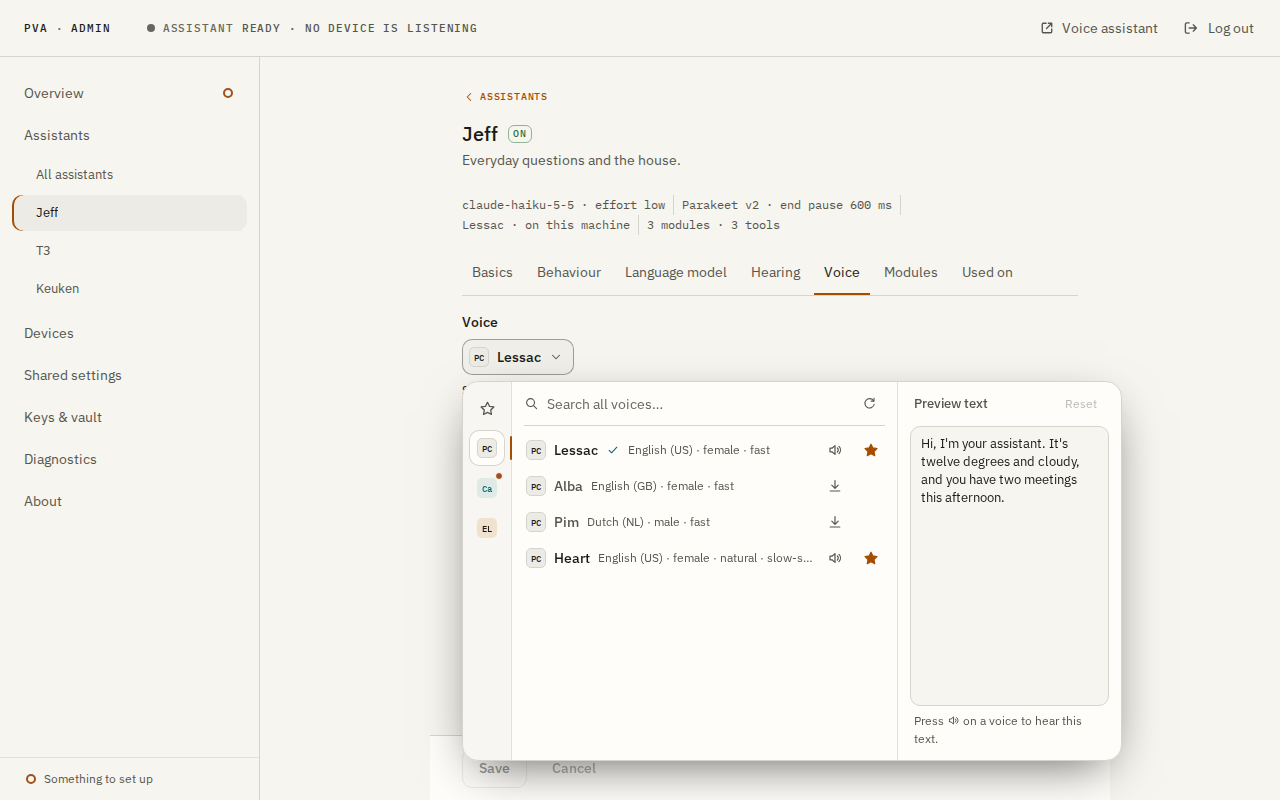 PVA · ADMIN
ASSISTANT READY · NO DEVICE IS LISTENING
Voice assistant
Log out
Overview
Assistants
All assistants
Jeff
T3
Keuken
Devices
Shared settings
Keys & vault
Diagnostics
About
Something to set up
ASSISTANTS
Jeff ON
Everyday questions and the house.
claude-haiku-5-5 · effort low Parakeet v2 · end pause 600 ms
Lessac · on this machine 3 modules · 3 tools
Basics Behaviour Language model Hearing Voice Modules Used on
Voice
PC Lessac
PC
Ca
EL
Search all voices…
PC Lessac English (US) · female · fast
PC Alba English (GB) · female · fast
PC Pim Dutch (NL) · male · fast
PC Heart English (US) · female · natural · slow-s…
Preview text Reset
Hi, I'm your assistant. It's
twelve degrees and cloudy,
and you have two meetings
this afternoon.
Press on a voice to hear this
text.
Save Cancel